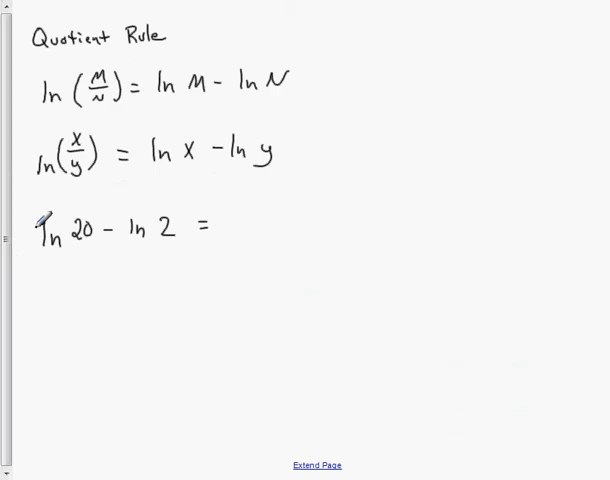 Quotient Rule
ln (M/N) = ln M - ln N
ln (x/y) = ln x - ln y
ln 20 - ln 2 =
Extend Page